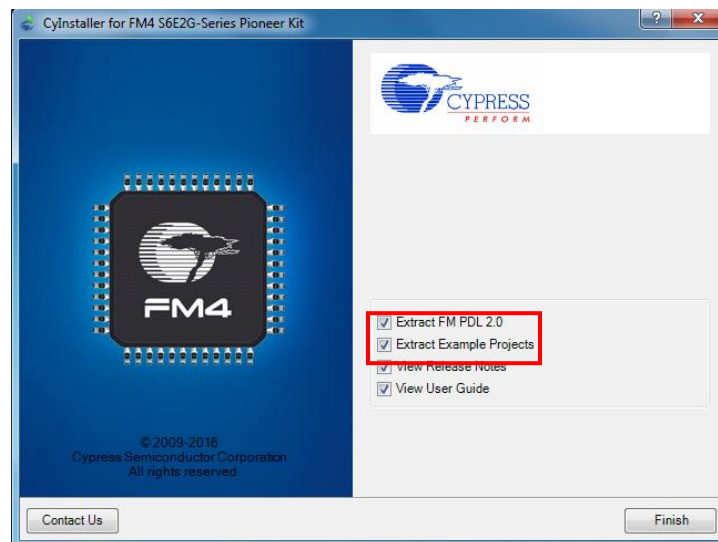 CyInstaller for FM4 S6E2G-Series Pioneer Kit
CYPRESS
PERFORM
FM4
Extract FM PDL 2.0
Extract Example Projects
View Release Notes
View User Guide
© 2009-2016
Cypress Semiconductor Corporation
All rights reserved
Contact Us
Finish